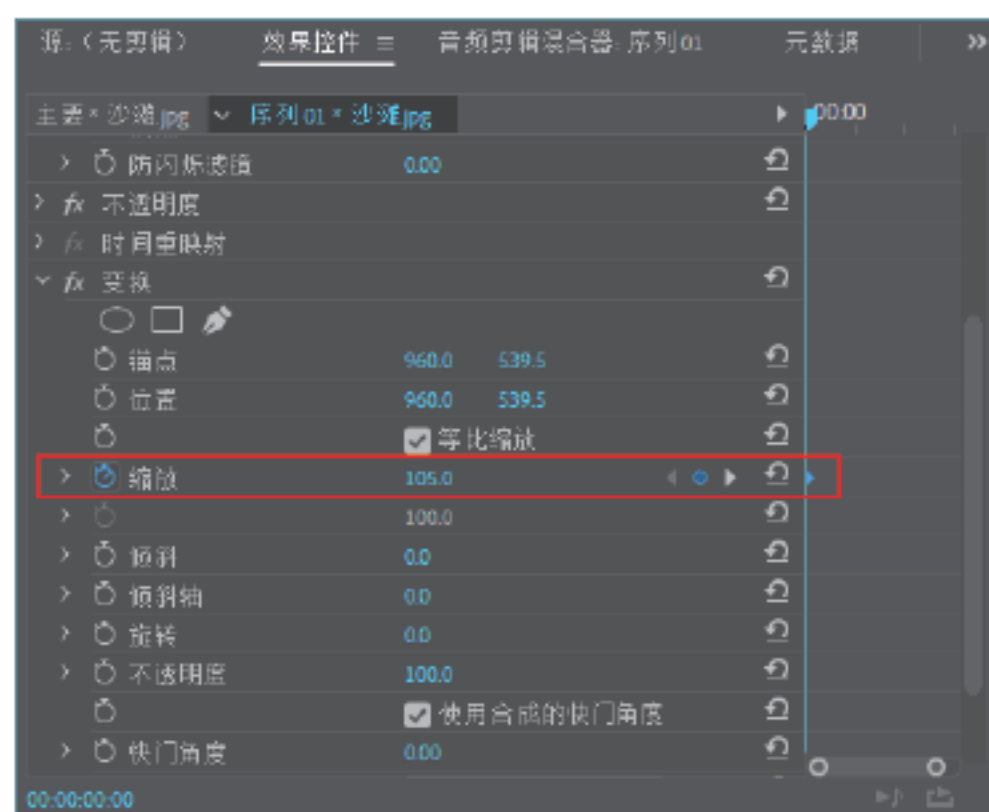 源:（无剪辑） 效果控件 ≡ 音频剪辑混合器: 序列 01 元数据 »
主要 * 沙滩.jpg 序列 01 * 沙滩.jpg 00:00
防闪烁滤镜 0.00
fx 不透明度
fx 时间重映射
fx 变换
锚点 960.0 539.5
位置 960.0 539.5
等比缩放
缩放 105.0
100.0
倾斜 0.0
倾斜轴 0.0
旋转 0.0
不透明度 100.0
使用合成的快门角度
快门角度 0.00
00:00:00:00